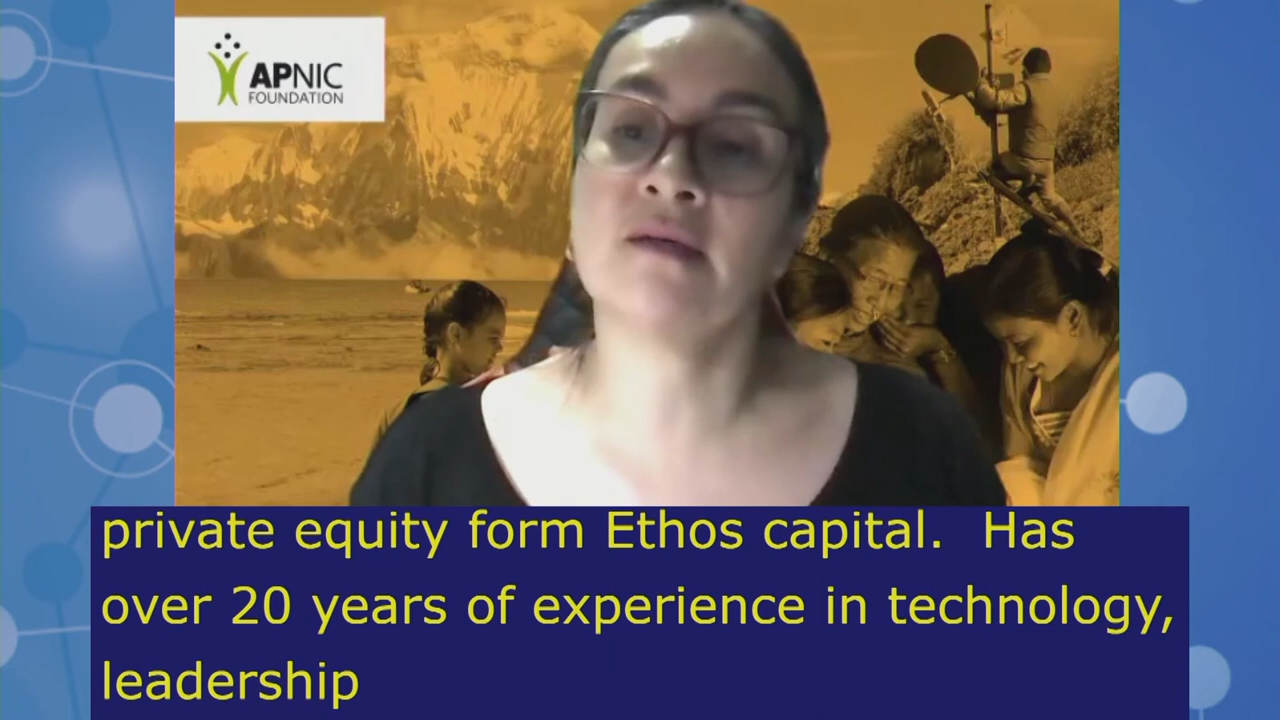 APNIC
FOUNDATION
private equity form Ethos capital.  Has
over 20 years of experience in technology,
leadership